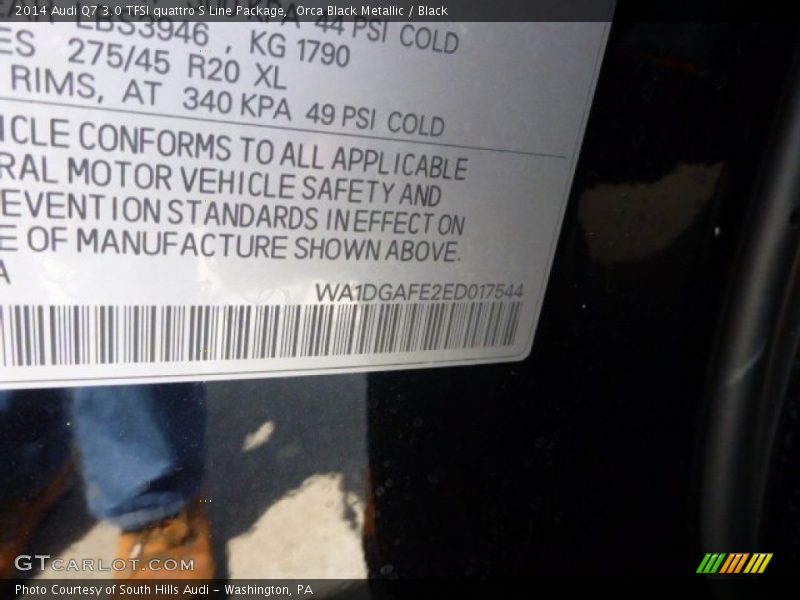 2014 Audi Q7 3.0 TFSI quattro S Line Package, Orca Black Metallic / Black
KPA 44 PSI COLD
LBS3946 , KG 1790
ES 275/45 R20 XL
RIMS, AT 340 KPA 49 PSI COLD
ICLE CONFORMS TO ALL APPLICABLE
RAL MOTOR VEHICLE SAFETY AND
EVENTION STANDARDS IN EFFECT ON
E OF MANUFACTURE SHOWN ABOVE.
A
WA1DGAFE2ED017544
GTCARLOT.COM
Photo Courtesy of South Hills Audi - Washington, PA